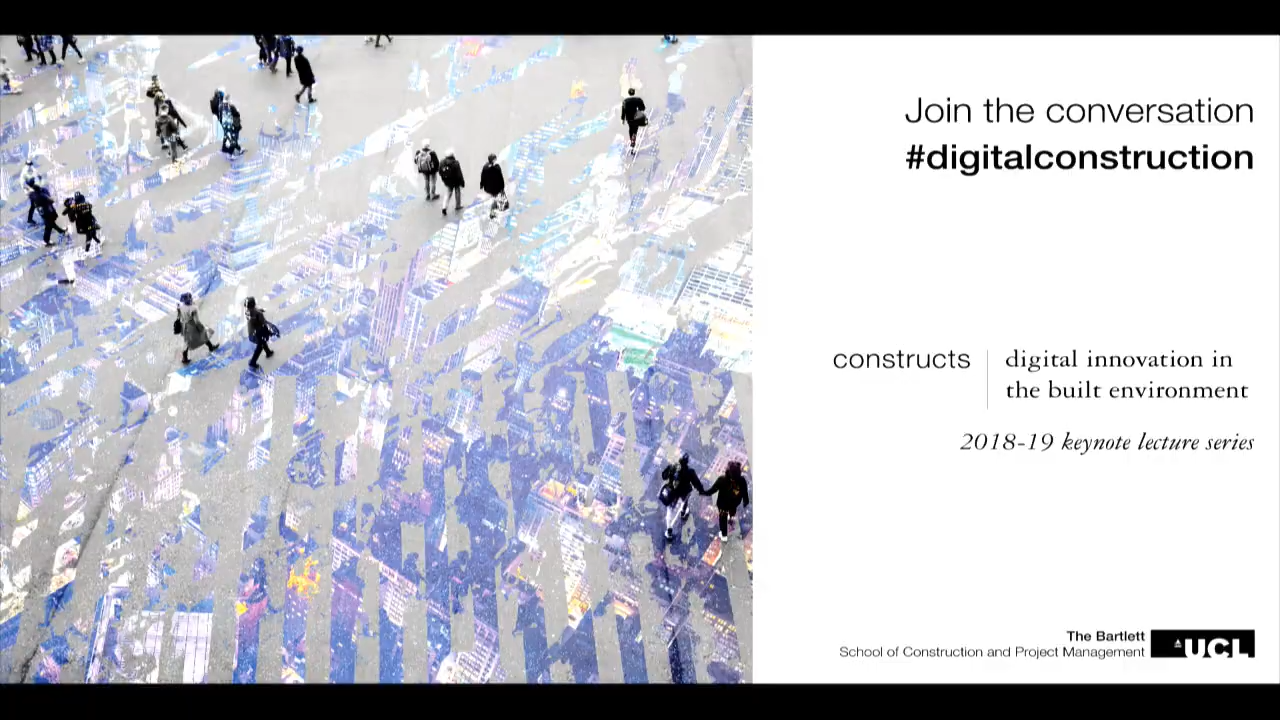 Join the conversation
#digitalconstruction
constructs
digital innovation in
the built environment
2018-19 keynote lecture series
The Bartlett
School of Construction and Project Management
UCL